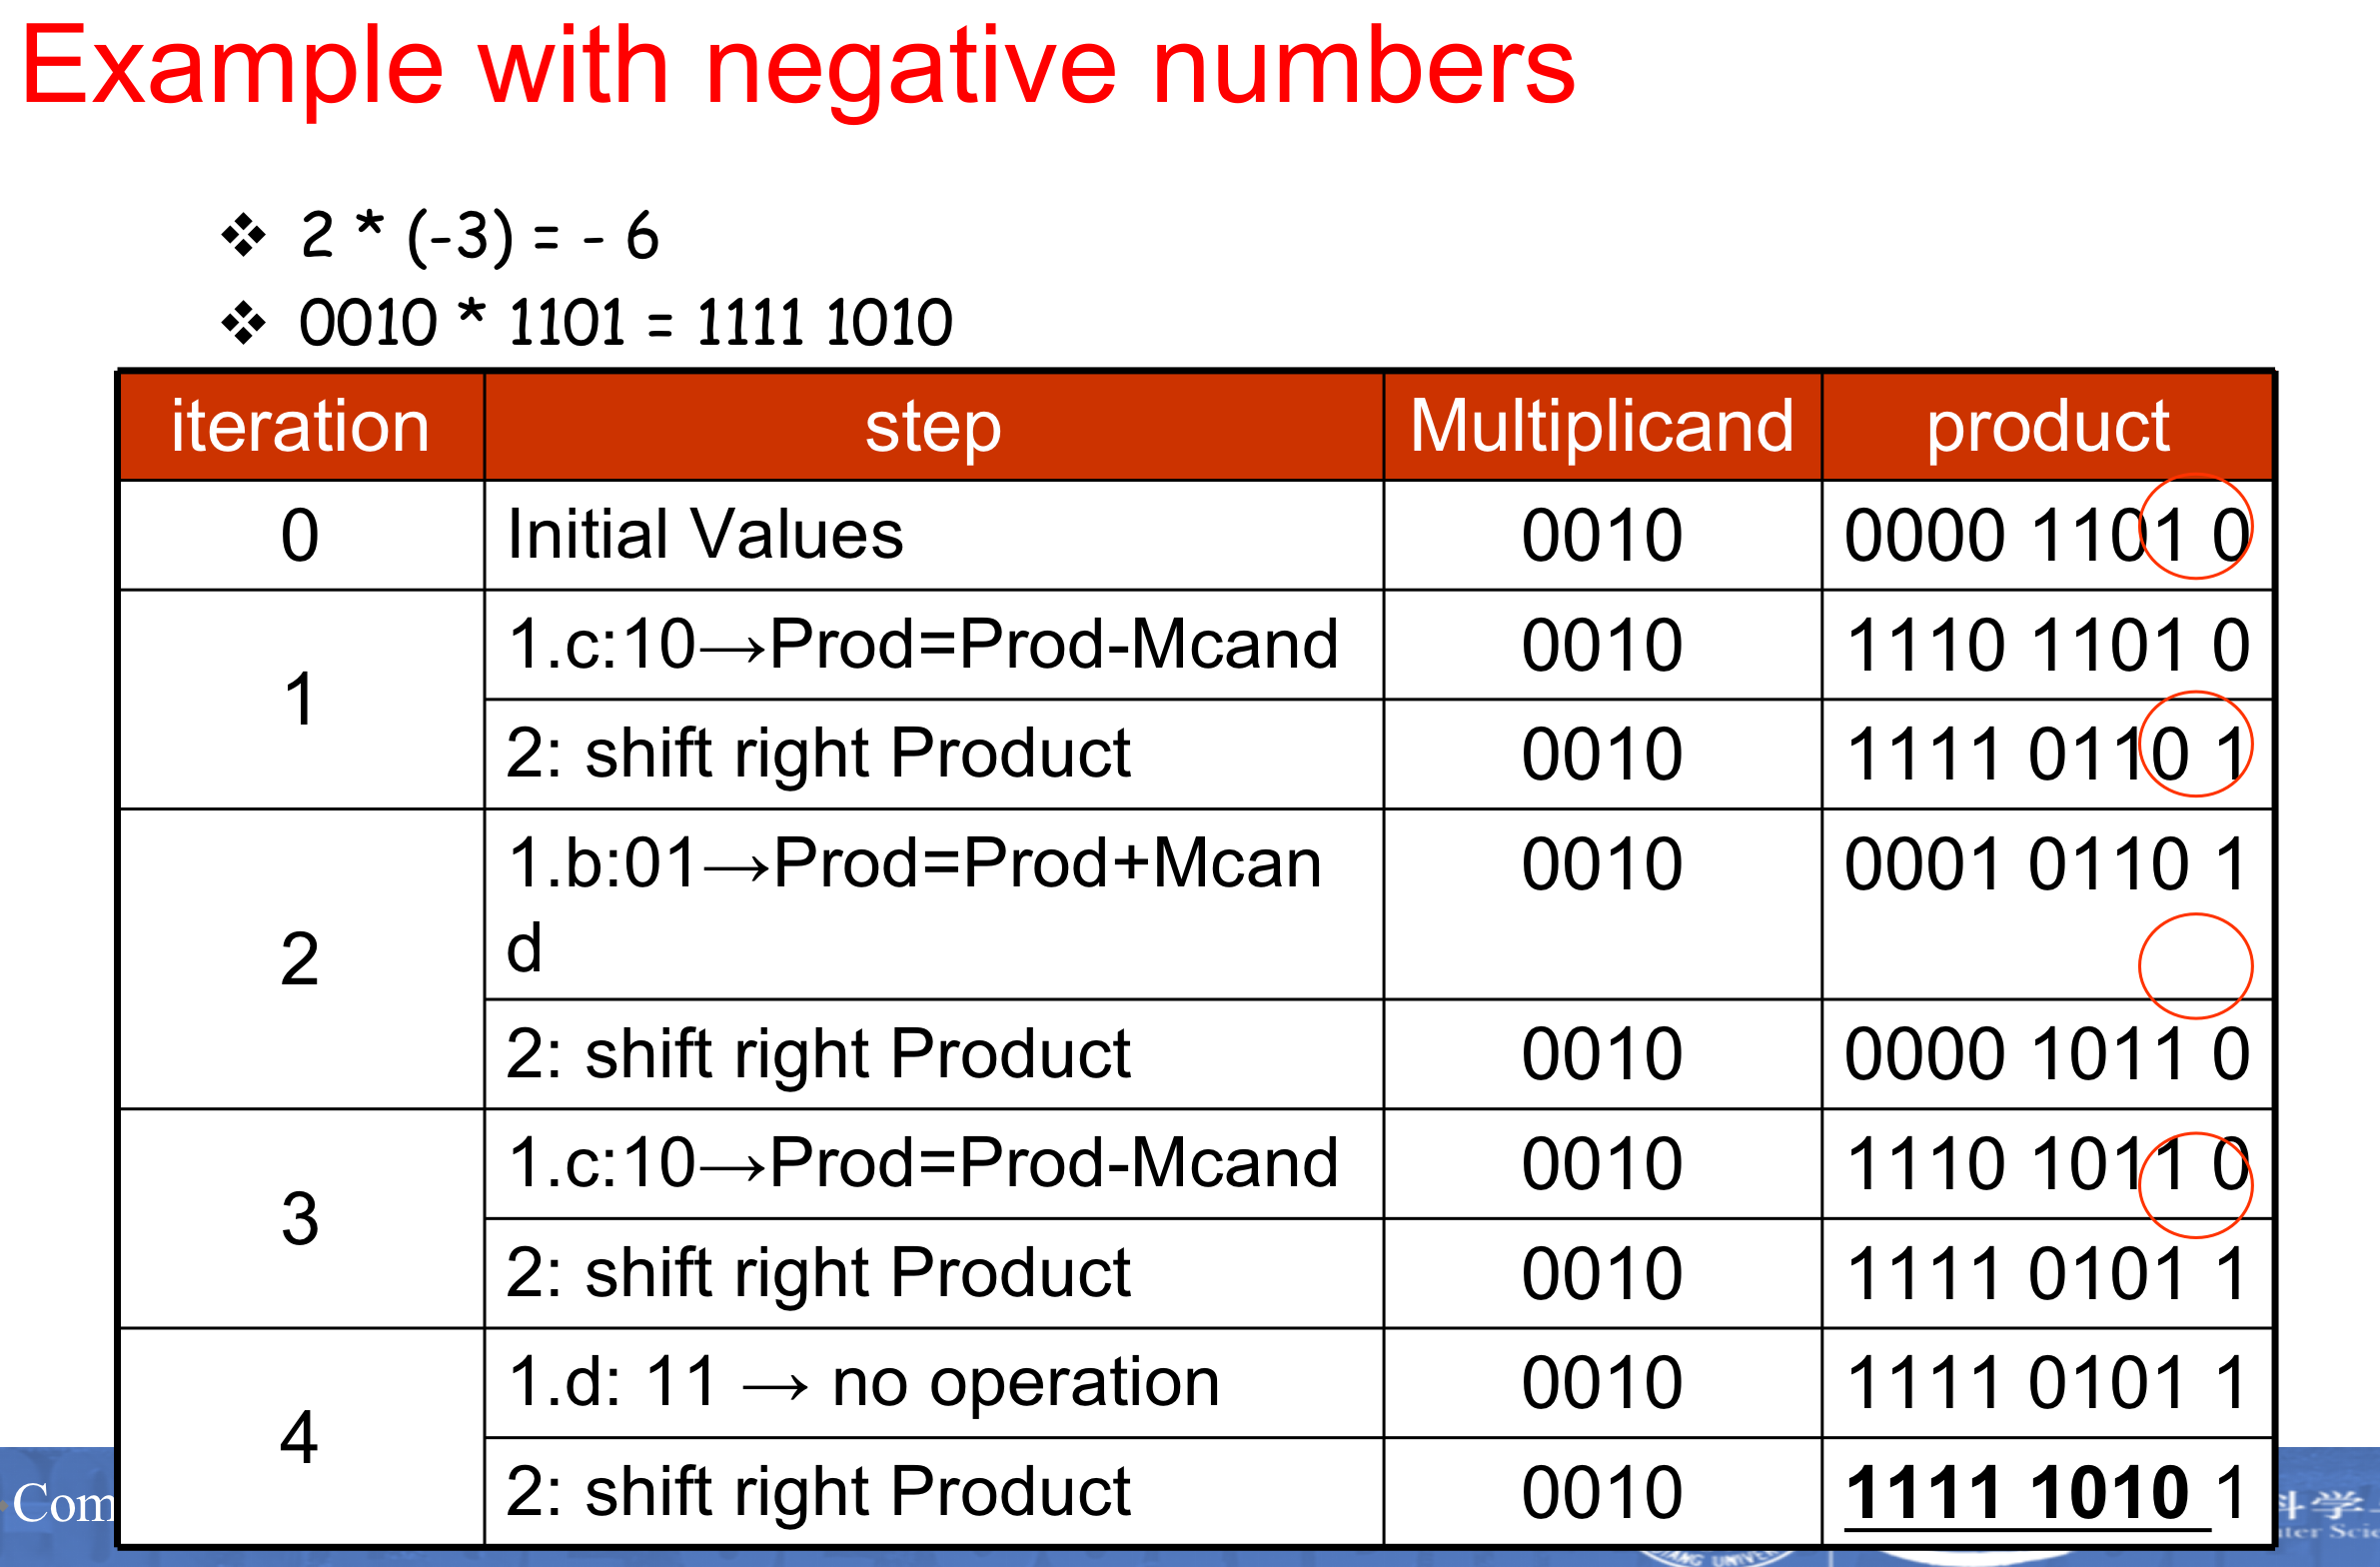 Example with negative numbers
❖ 2 * (-3) = - 6
❖ 0010 * 1101 = 1111 1010
iteration step Multiplicand product
0 Initial Values 0010 0000 1101 0
1 1.c:10→Prod=Prod-Mcand 0010 1110 1101 0
2: shift right Product 0010 1111 0110 1
2 1.b:01→Prod=Prod+Mcan 0010 0001 0110 1
d
2: shift right Product 0010 0000 1011 0
3 1.c:10→Prod=Prod-Mcand 0010 1110 1011 0
2: shift right Product 0010 1111 0101 1
4 1.d: 11 → no operation 0010 1111 0101 1
2: shift right Product 0010 1111 1010 1
Com
学